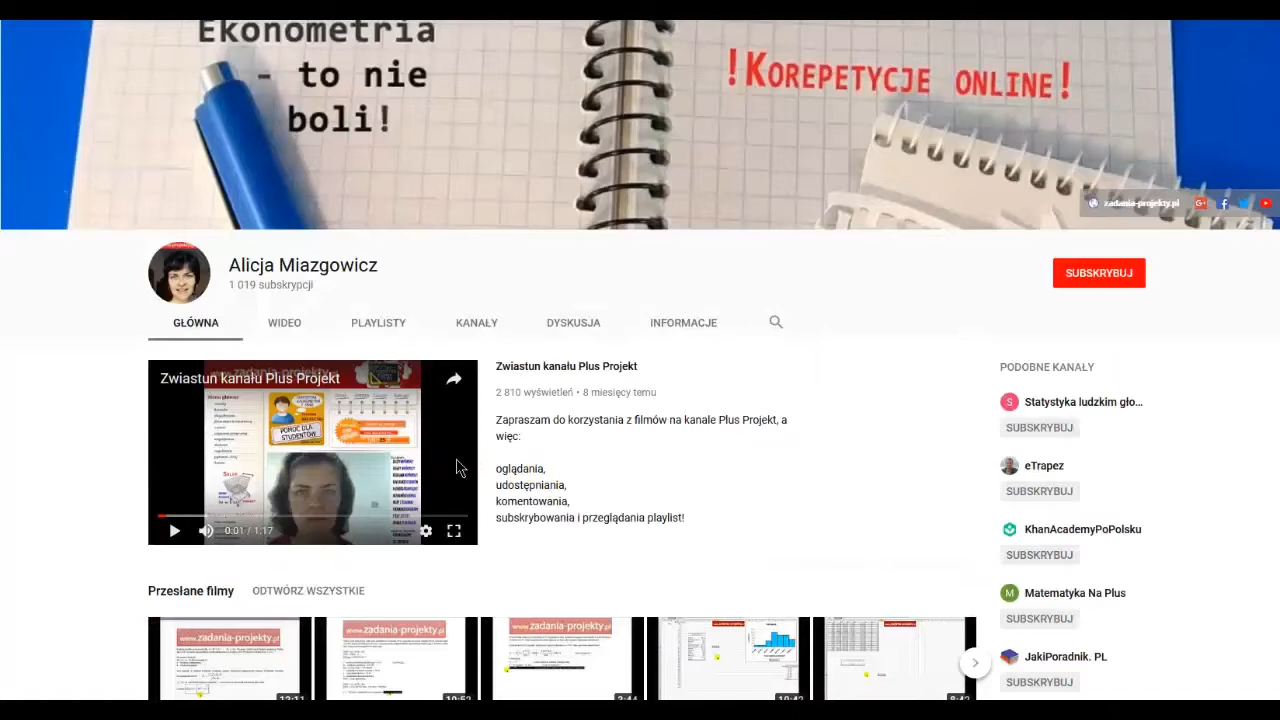 Ekonometria
- to nie
boli!
!Korepetycje online!
zadania-projekty.pl
Alicja Miazgowicz
1 019 subskrypcji
SUBSKRYBUJ
GŁÓWNA
WIDEO
PLAYLISTY
KANAŁY
DYSKUSJA
INFORMACJE
Zwiastun kanału Plus Projekt
POMOC DLA
STUDENTÓW
0:01 / 1:17
Zwiastun kanału Plus Projekt
2 810 wyświetleń • 8 miesięcy temu
Zapraszam do korzystania z filmów na kanale Plus Projekt, a
więc:
oglądania,
udostępniania,
komentowania,
subskrybowania i przeglądania playlist!
PODOBNE KANAŁY
S
Statystyka ludzkim gło...
SUBSKRYBUJ
eTrapez
SUBSKRYBUJ
KhanAcademyPoPolsku
SUBSKRYBUJ
M
Matematyka Na Plus
SUBSKRYBUJ
JakiPoradnik. PL
SUBSKRYBUJ
Przesłane filmy
ODTWÓRZ WSZYSTKIE
www.zadania-projekty.pl
www.zadania-projekty.pl
www.zadania-projekty.pl